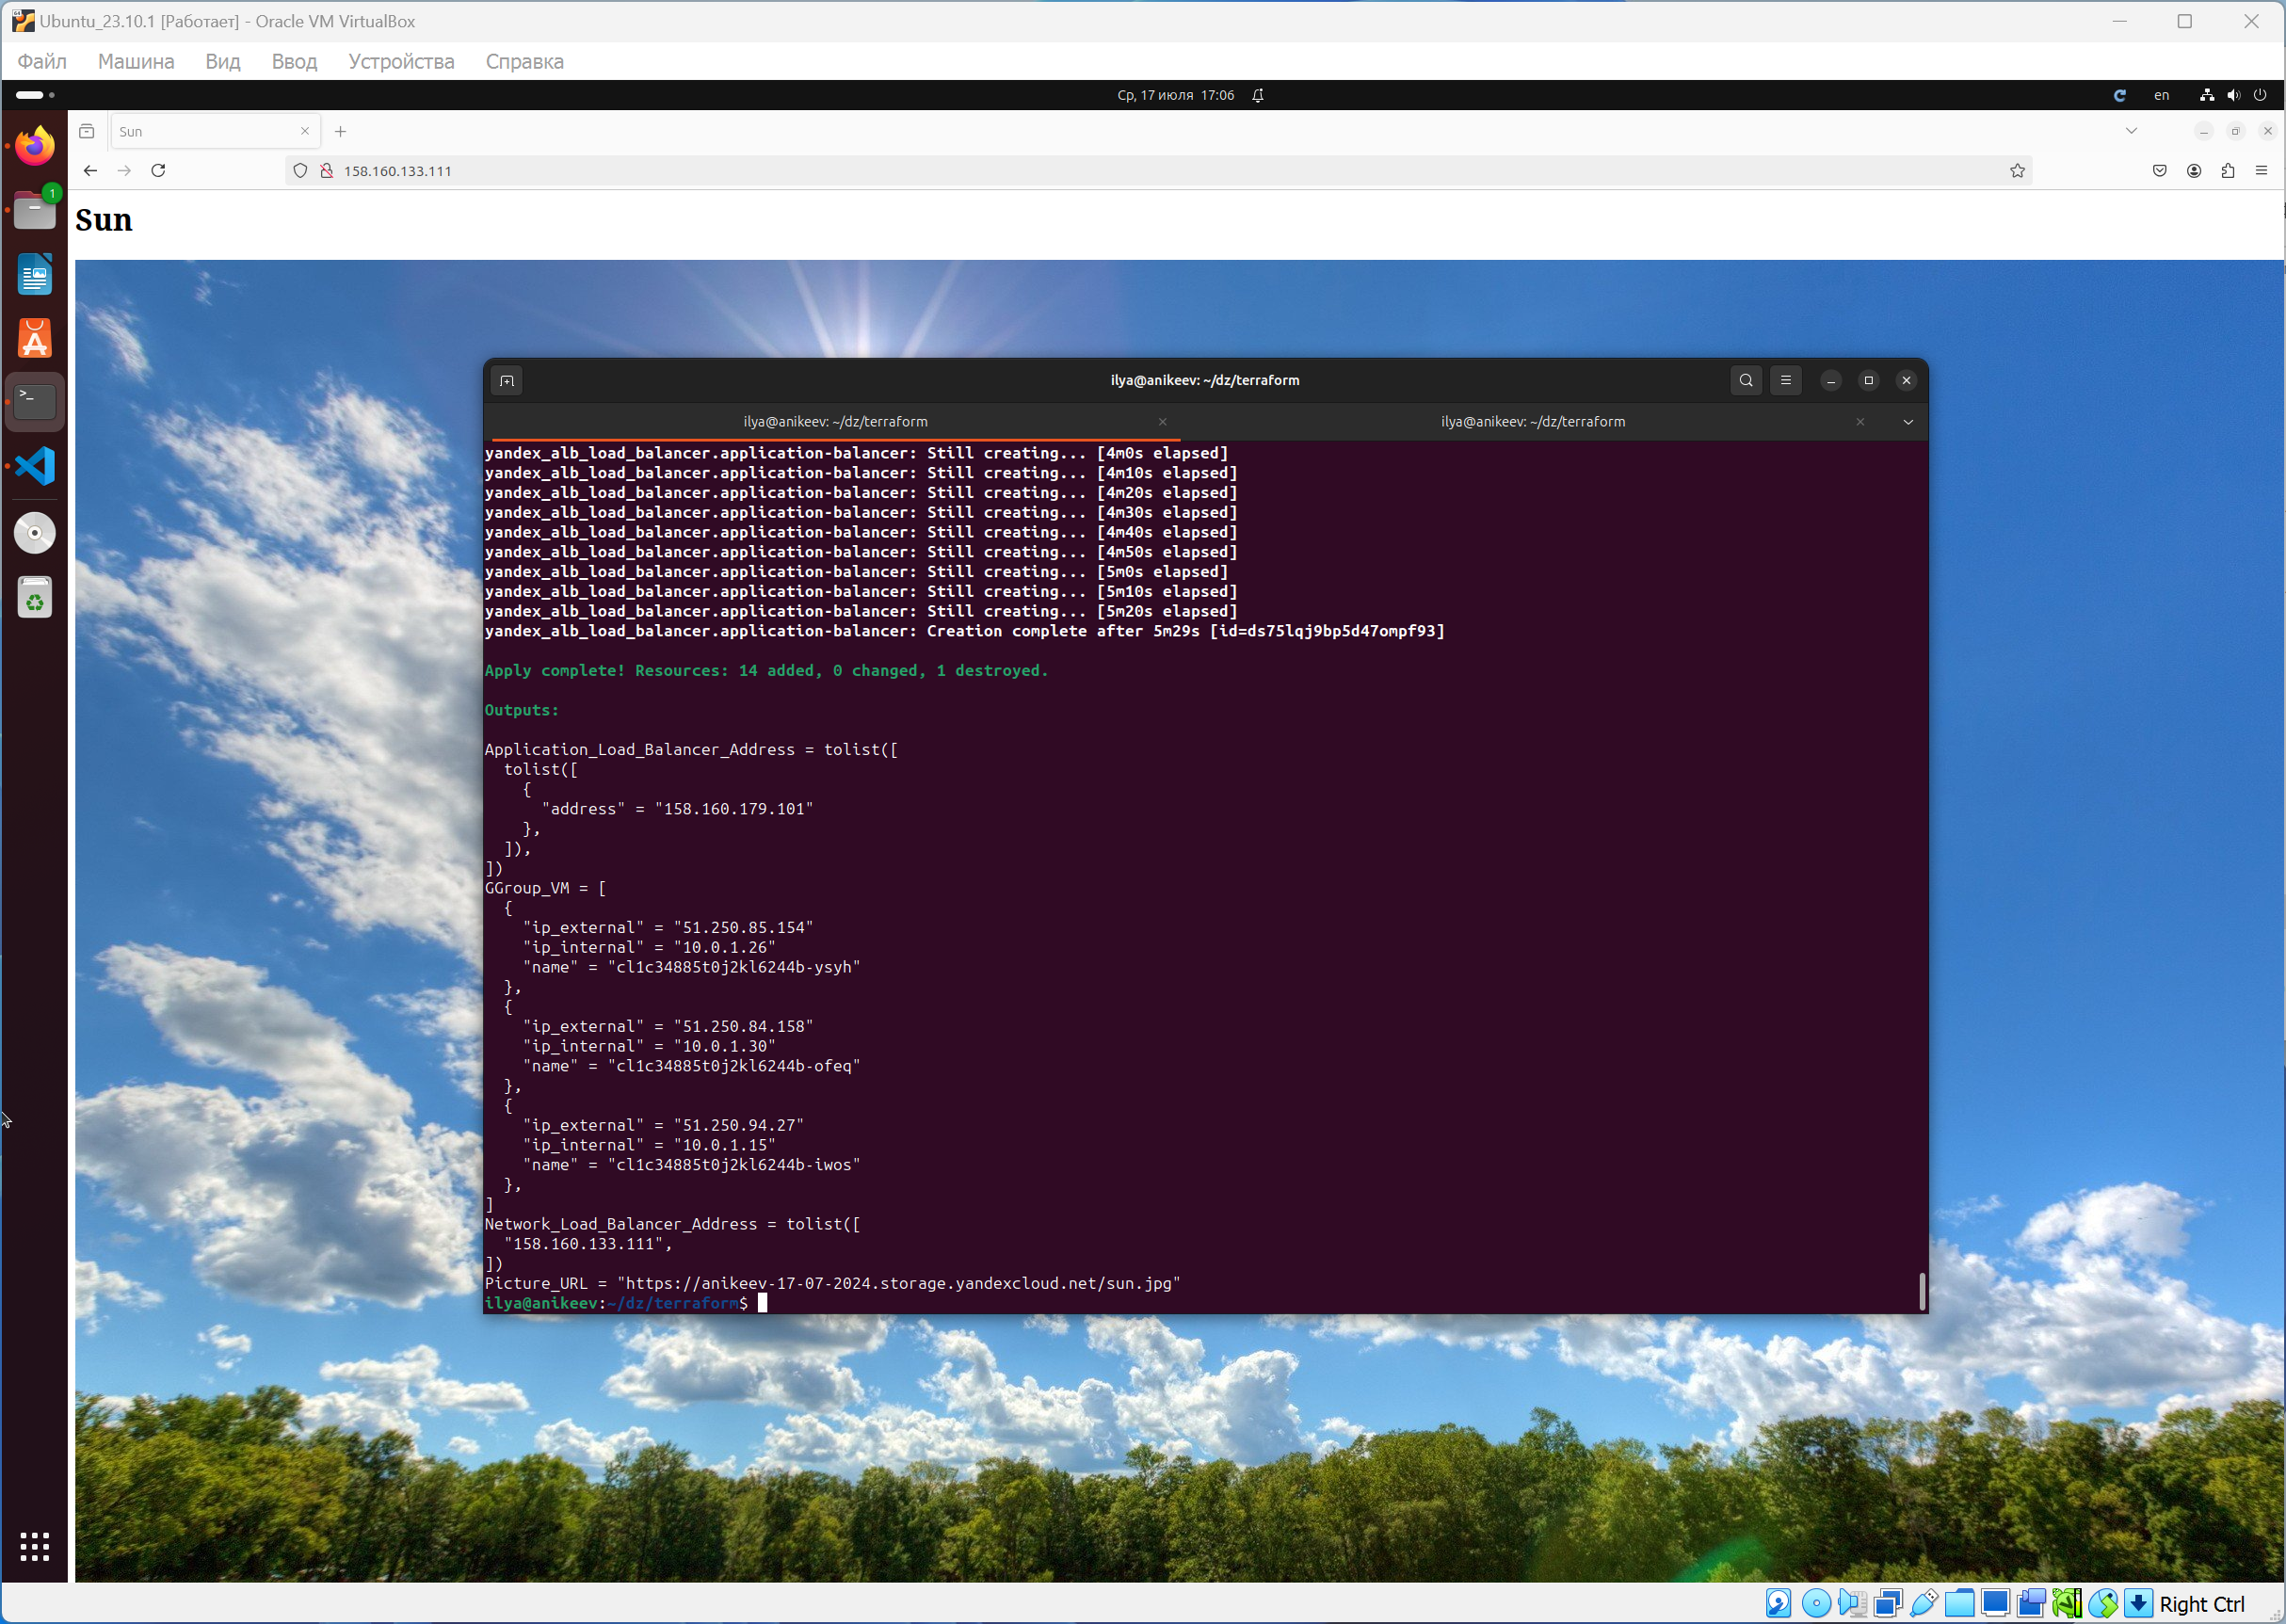 Ubuntu_23.10.1 [Работает] - Oracle VM VirtualBox
Файл Машина Вид Ввод Устройства Справка
Ср, 17 июля 17:06
en
Sun
158.160.133.111
1
Sun
ilya@anikeev: ~/dz/terraform
ilya@anikeev: ~/dz/terraform
ilya@anikeev: ~/dz/terraform
yandex_alb_load_balancer.application-balancer: Still creating... [4m0s elapsed]
yandex_alb_load_balancer.application-balancer: Still creating... [4m10s elapsed]
yandex_alb_load_balancer.application-balancer: Still creating... [4m20s elapsed]
yandex_alb_load_balancer.application-balancer: Still creating... [4m30s elapsed]
yandex_alb_load_balancer.application-balancer: Still creating... [4m40s elapsed]
yandex_alb_load_balancer.application-balancer: Still creating... [4m50s elapsed]
yandex_alb_load_balancer.application-balancer: Still creating... [5m0s elapsed]
yandex_alb_load_balancer.application-balancer: Still creating... [5m10s elapsed]
yandex_alb_load_balancer.application-balancer: Still creating... [5m20s elapsed]
yandex_alb_load_balancer.application-balancer: Creation complete after 5m29s [id=ds75lqj9bp5d47ompf93]
Apply complete! Resources: 14 added, 0 changed, 1 destroyed.
Outputs:
Application_Load_Balancer_Address = tolist([
tolist([
{
"address" = "158.160.179.101"
},
]),
])
GGroup_VM = [
{
"ip_external" = "51.250.85.154"
"ip_internal" = "10.0.1.26"
"name" = "cl1c34885t0j2kl6244b-ysyh"
},
{
"ip_external" = "51.250.84.158"
"ip_internal" = "10.0.1.30"
"name" = "cl1c34885t0j2kl6244b-ofeq"
},
{
"ip_external" = "51.250.94.27"
"ip_internal" = "10.0.1.15"
"name" = "cl1c34885t0j2kl6244b-iwos"
},
]
Network_Load_Balancer_Address = tolist([
"158.160.133.111",
])
Picture_URL = "https://anikeev-17-07-2024.storage.yandexcloud.net/sun.jpg"
ilya@anikeev:~/dz/terraform$
Right Ctrl